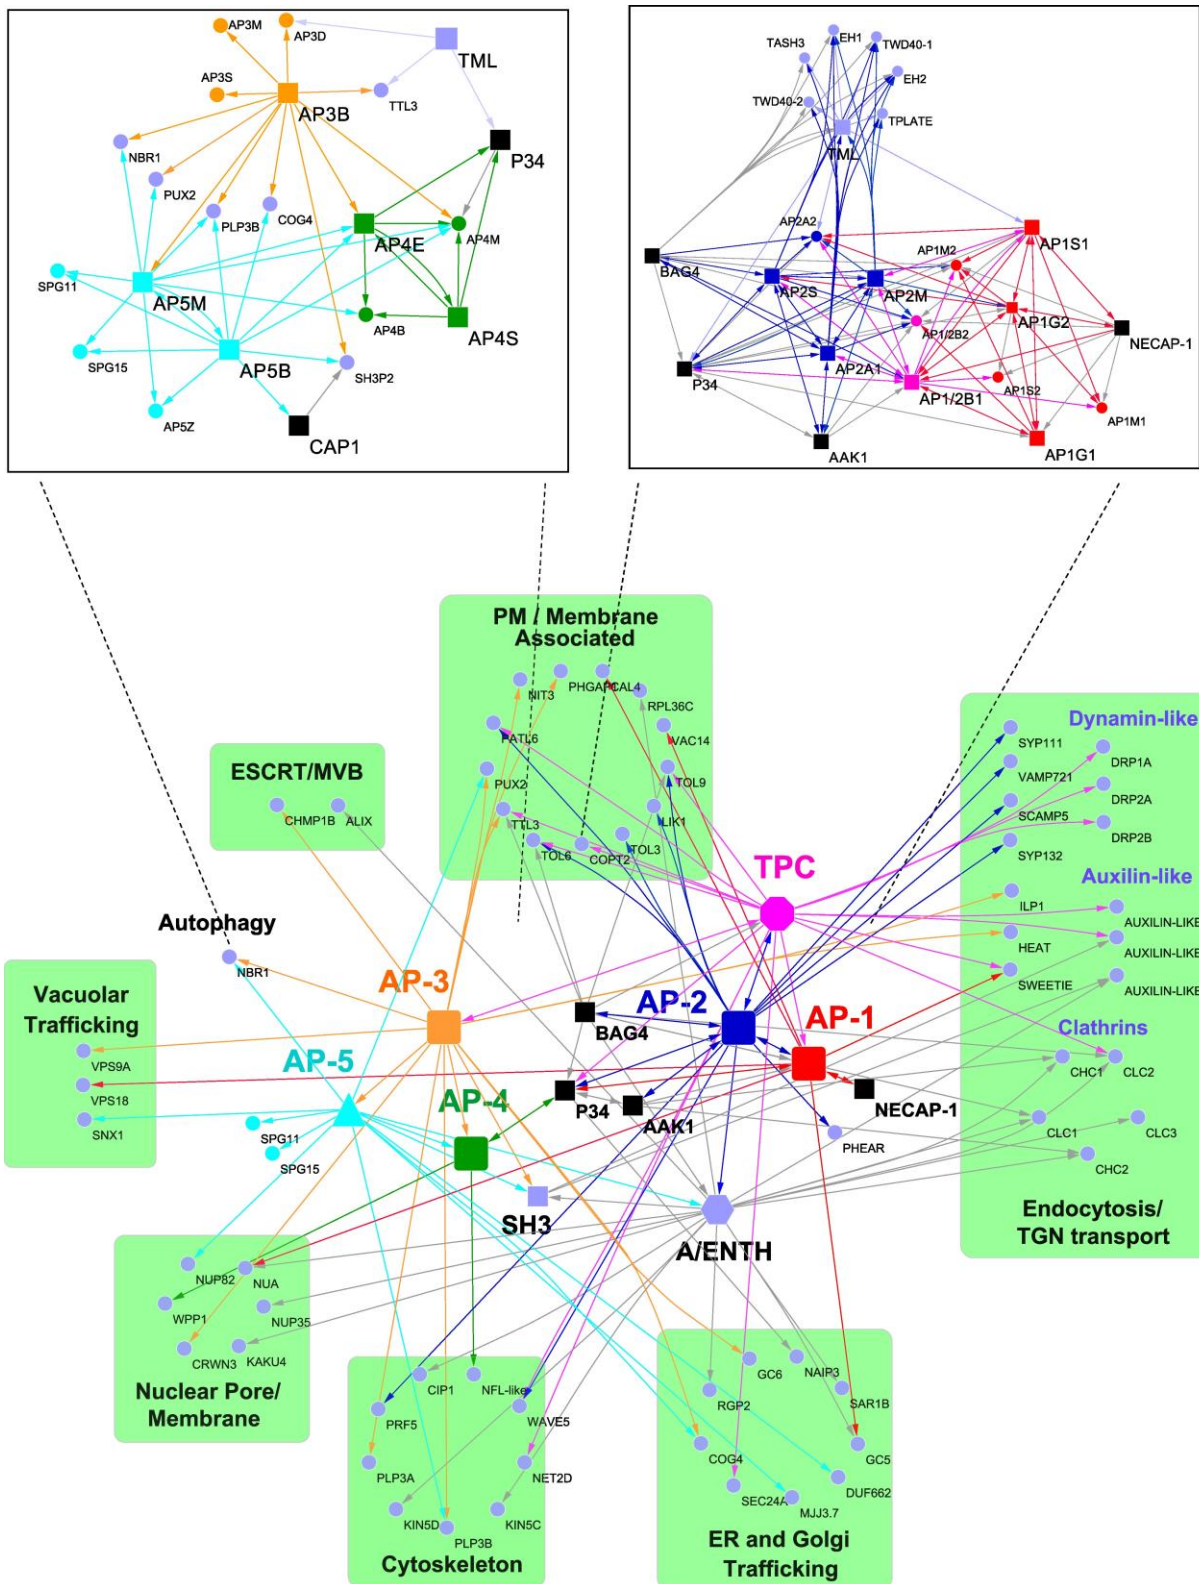 AP3M
AP3D
TML
AP3S
AP3B
TTL3
P34
NBR1
PUX2
PLP3B
COG4
AP4E
AP4M
AP5M
SPG11
AP4B
AP4S
SPG15
AP5B
SH3P2
AP5Z
CAP1
EH1
TWD40-1
TASH3
EH2
TWD40-2
TPLATE
TML
AP2A2
AP1S1
AP1M2
BAG4
AP2S
AP2M
AP1G2
AP1/2B2
NECAP-1
AP2A1
P34
AP1/2B1
AP1S2
AP1M1
AAK1
AP1G1
PM / Membrane
Associated
NIT3
PHGAP1
CAL4
RPL36C
PATL6
VAC14
PUX2
TOL9
TTL3
LIK1
TOL6
COPT2
TOL3
ESCRT/MVB
CHMP1B
ALIX
Dynamin-like
SYP111
DRP1A
VAMP721
DRP2A
SCAMP5
DRP2B
SYP132
Auxilin-like
ILP1
AUXILIN-LIKE
HEAT
AUXILIN-LIKE
SWEETIE
AUXILIN-LIKE
Clathrins
CHC1
CLC2
CLC1
CLC3
CHC2
Endocytosis/
TGN transport
TPC
Autophagy
NBR1
AP-3
AP-2
AP-1
BAG4
Vacuolar
Trafficking
VPS9A
VPS18
SNX1
AP-5
AP-4
P34
AAK1
NECAP-1
SPG11
SPG15
PHEAR
SH3
A/ENTH
NUP82
NUA
WPP1
NUP35
CRWN3
KAKU4
Nuclear Pore/
Membrane
CIP1
NFL-like
PRF5
WAVE5
PLP3A
NET2D
KIN5D
KIN5C
PLP3B
Cytoskeleton
GC6
NAIP3
RGP2
SAR1B
COG4
GC5
SEC24A
DUF662
MJJ3.7
ER and Golgi
Trafficking